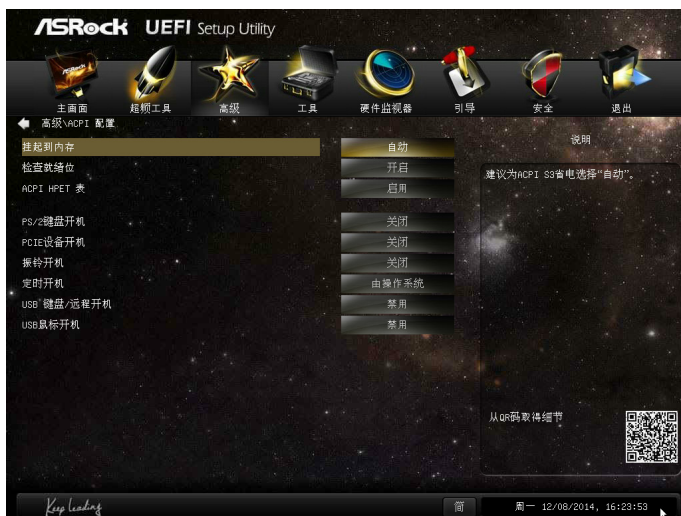 ASRock UEFI Setup Utility
主画面 超频工具 高级 工具 硬件监视器 引导 安全 退出
高级\ACPI 配置
说明
挂起到内存 自动
检查就绪位 开启
建议为ACPI S3省电选择“自动”。
ACPI HPET 表 启用
PS/2键盘开机 关闭
PCIE设备开机 关闭
振铃开机 关闭
定时开机 由操作系统
USB 键盘/远程开机 禁用
USB鼠标开机 禁用
从QR码取得细节
Keep Leading
简
周一 12/08/2014, 16:23:53